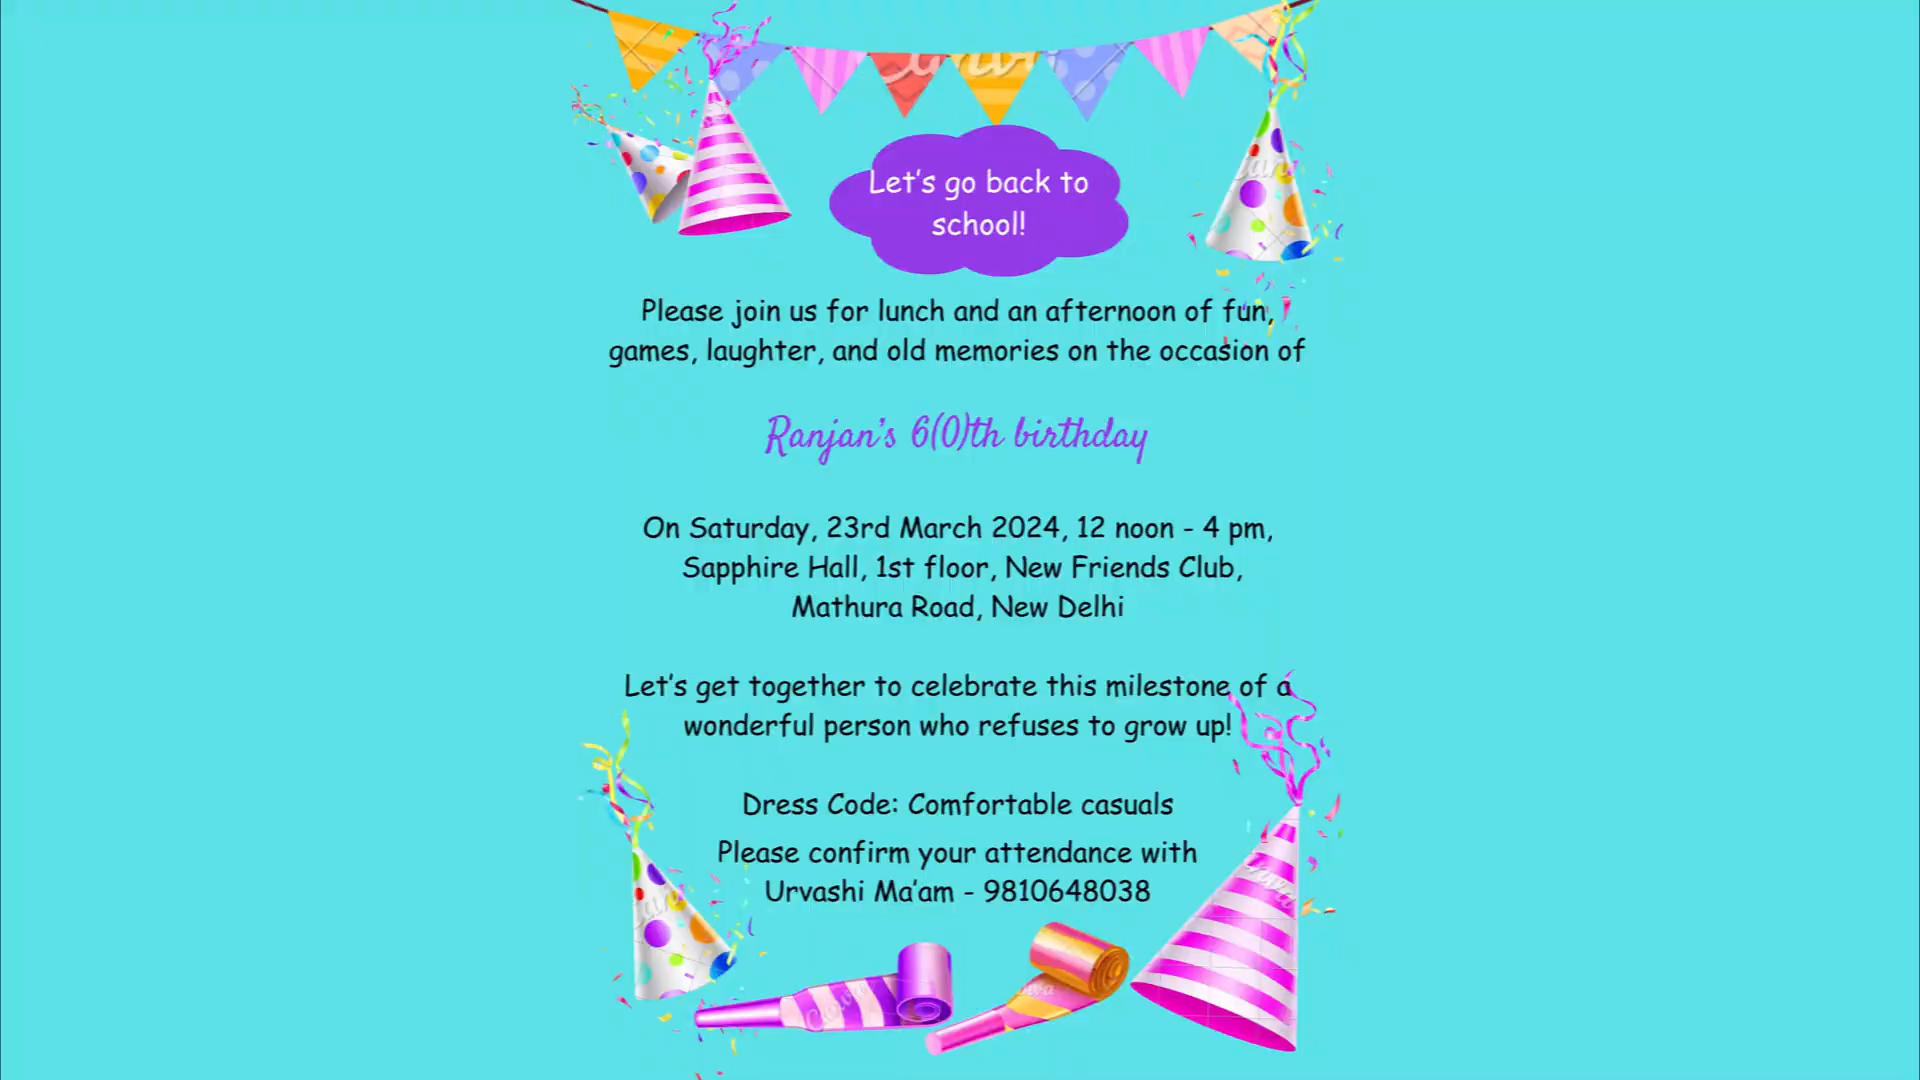 Canva
Let's go back to
school!
Please join us for lunch and an afternoon of fun,
games, laughter, and old memories on the occasion of
Ranjan's 6(0)th birthday
On Saturday, 23rd March 2024, 12 noon - 4 pm,
Sapphire Hall, 1st floor, New Friends Club,
Mathura Road, New Delhi
Let's get together to celebrate this milestone of a
wonderful person who refuses to grow up!
Dress Code: Comfortable casuals
Please confirm your attendance with
Urvashi Ma'am - 9810648038
Canva